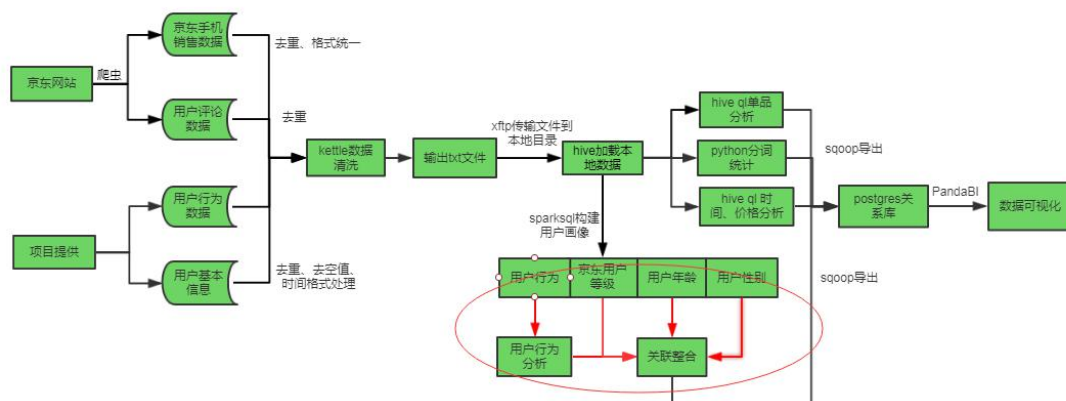 京东手机
销售数据
去重、格式统一
京东网站
爬虫
用户评论
数据
去重
kettle数据
清洗
输出txt文件
xftp传输文件到
本地目录
hive加载本
地数据
hive ql单品
分析
python分词
统计
hive ql 时
间、价格分析
sqoop导出
postgres关
系库
PandaBI
数据可视化
项目提供
用户行为
数据
用户基本
信息
去重、去空值、
时间格式处理
sparksql构建
用户画像
用户行为
京东用户
等级
用户年龄
用户性别
sqoop导出
用户行为
分析
关联整合